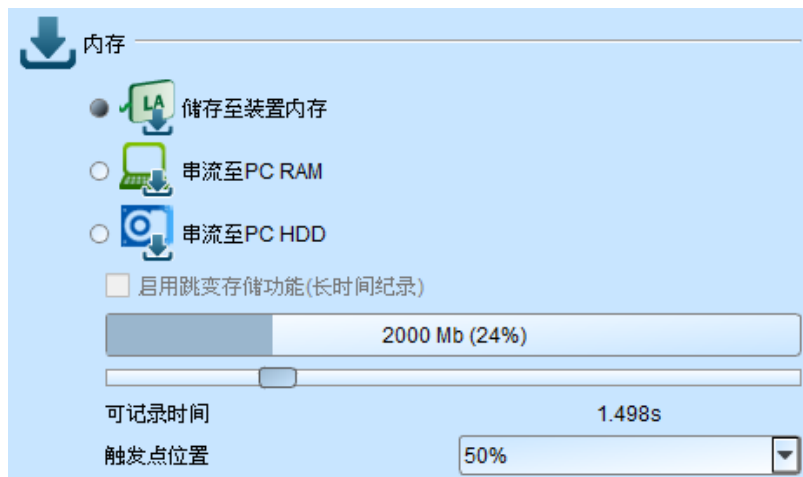 内存
LA
储存至装置内存
串流至PC RAM
串流至PC HDD
启用跳变存储功能(长时间纪录)
2000 Mb (24%)
可记录时间 1.498s
触发点位置 50%